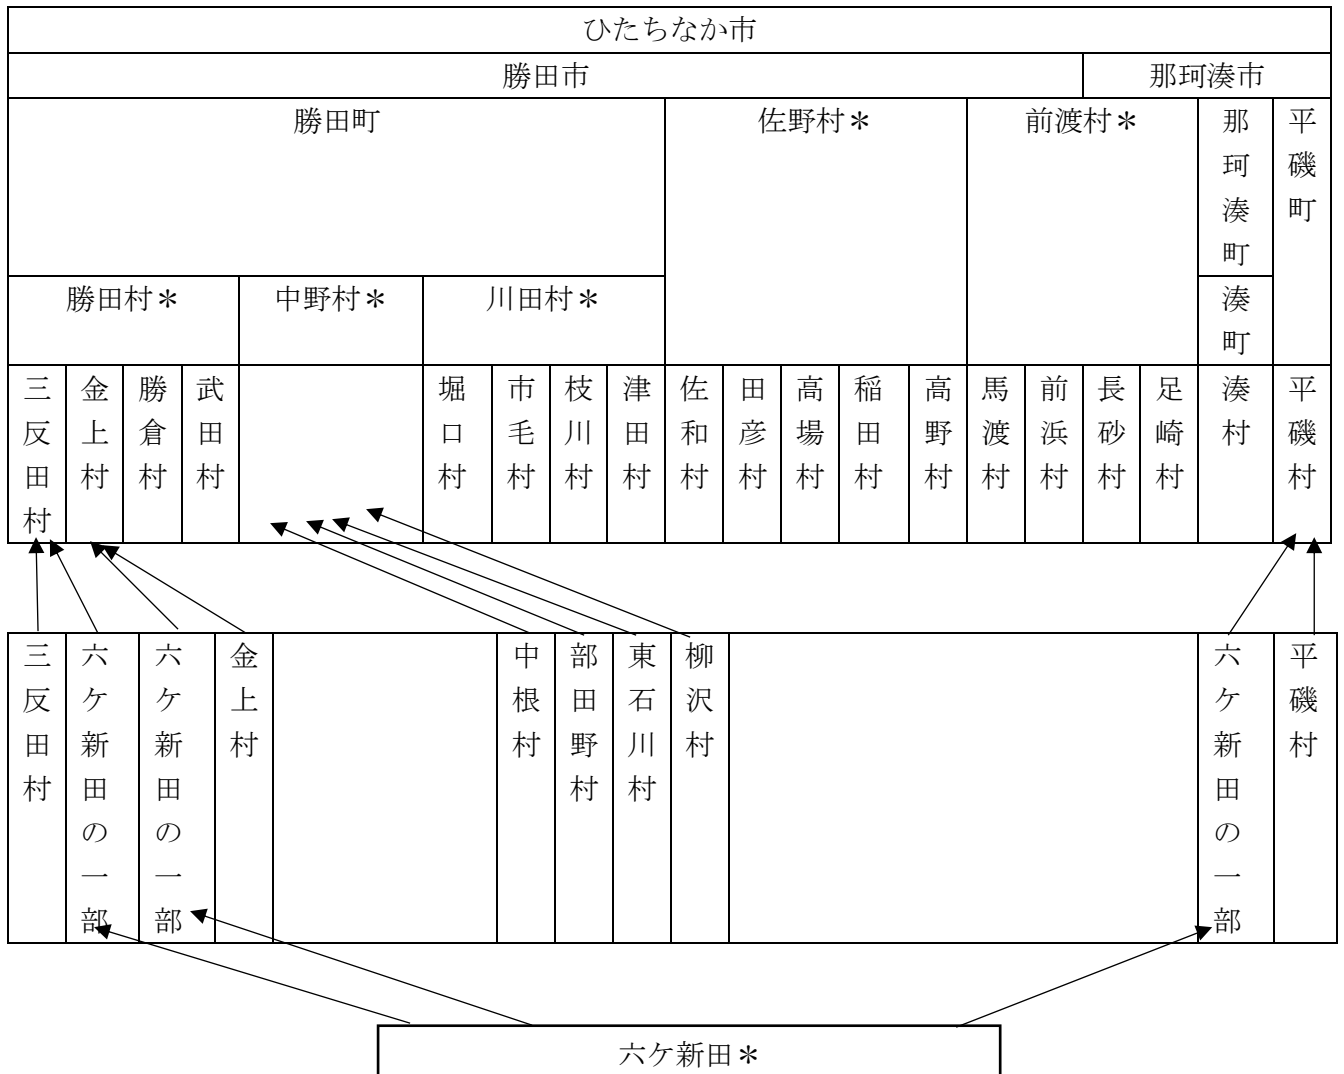 ひたちなか市
勝田市
那珂湊市
勝田町
佐野村＊
前渡村＊
那珂湊町
平磯町
勝田村＊
中野村＊
川田村＊
湊町
三反田村
金上村
勝倉村
武田村
堀口村
市毛村
枝川村
津田村
佐和村
田彦村
高場村
稲田村
高野村
馬渡村
前浜村
長砂村
足崎村
湊村
平磯村
三反田村
六ケ新田の一部
六ケ新田の一部
金上村
中根村
部田野村
東石川村
柳沢村
六ケ新田の一部
平磯村
六ケ新田＊